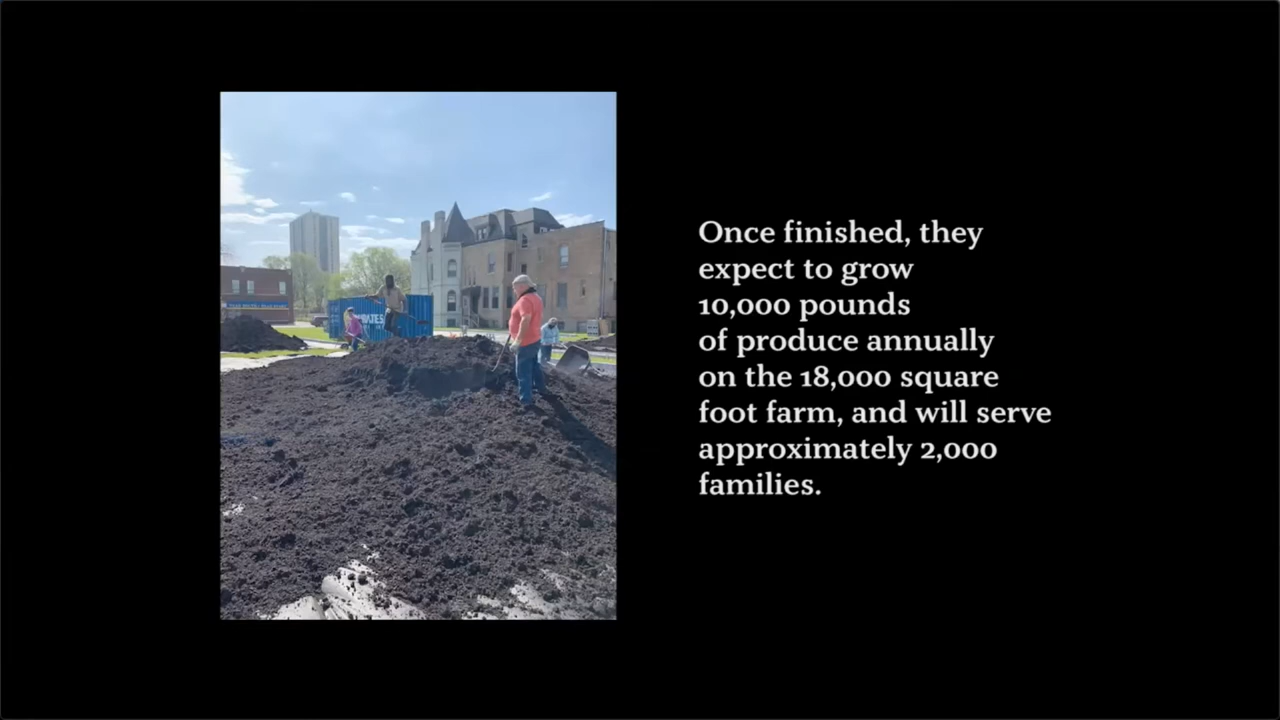 Once finished, they
expect to grow
10,000 pounds
of produce annually
on the 18,000 square
foot farm, and will serve
approximately 2,000
families.